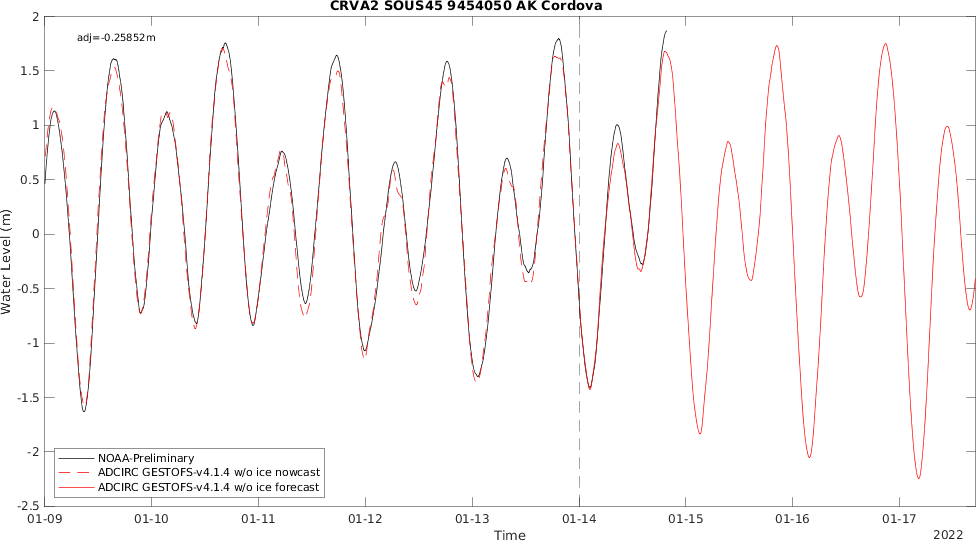 CRVA2 SOUS45 9454050 AK Cordova
adj=-0.25852m
2
1.5
1
0.5
0
-0.5
-1
-1.5
-2
-2.5
Water Level (m)
NOAA-Preliminary
ADCIRC GESTOFS-v4.1.4 w/o ice nowcast
ADCIRC GESTOFS-v4.1.4 w/o ice forecast
01-09 01-10 01-11 01-12 01-13 01-14 01-15 01-16 01-17
Time
2022